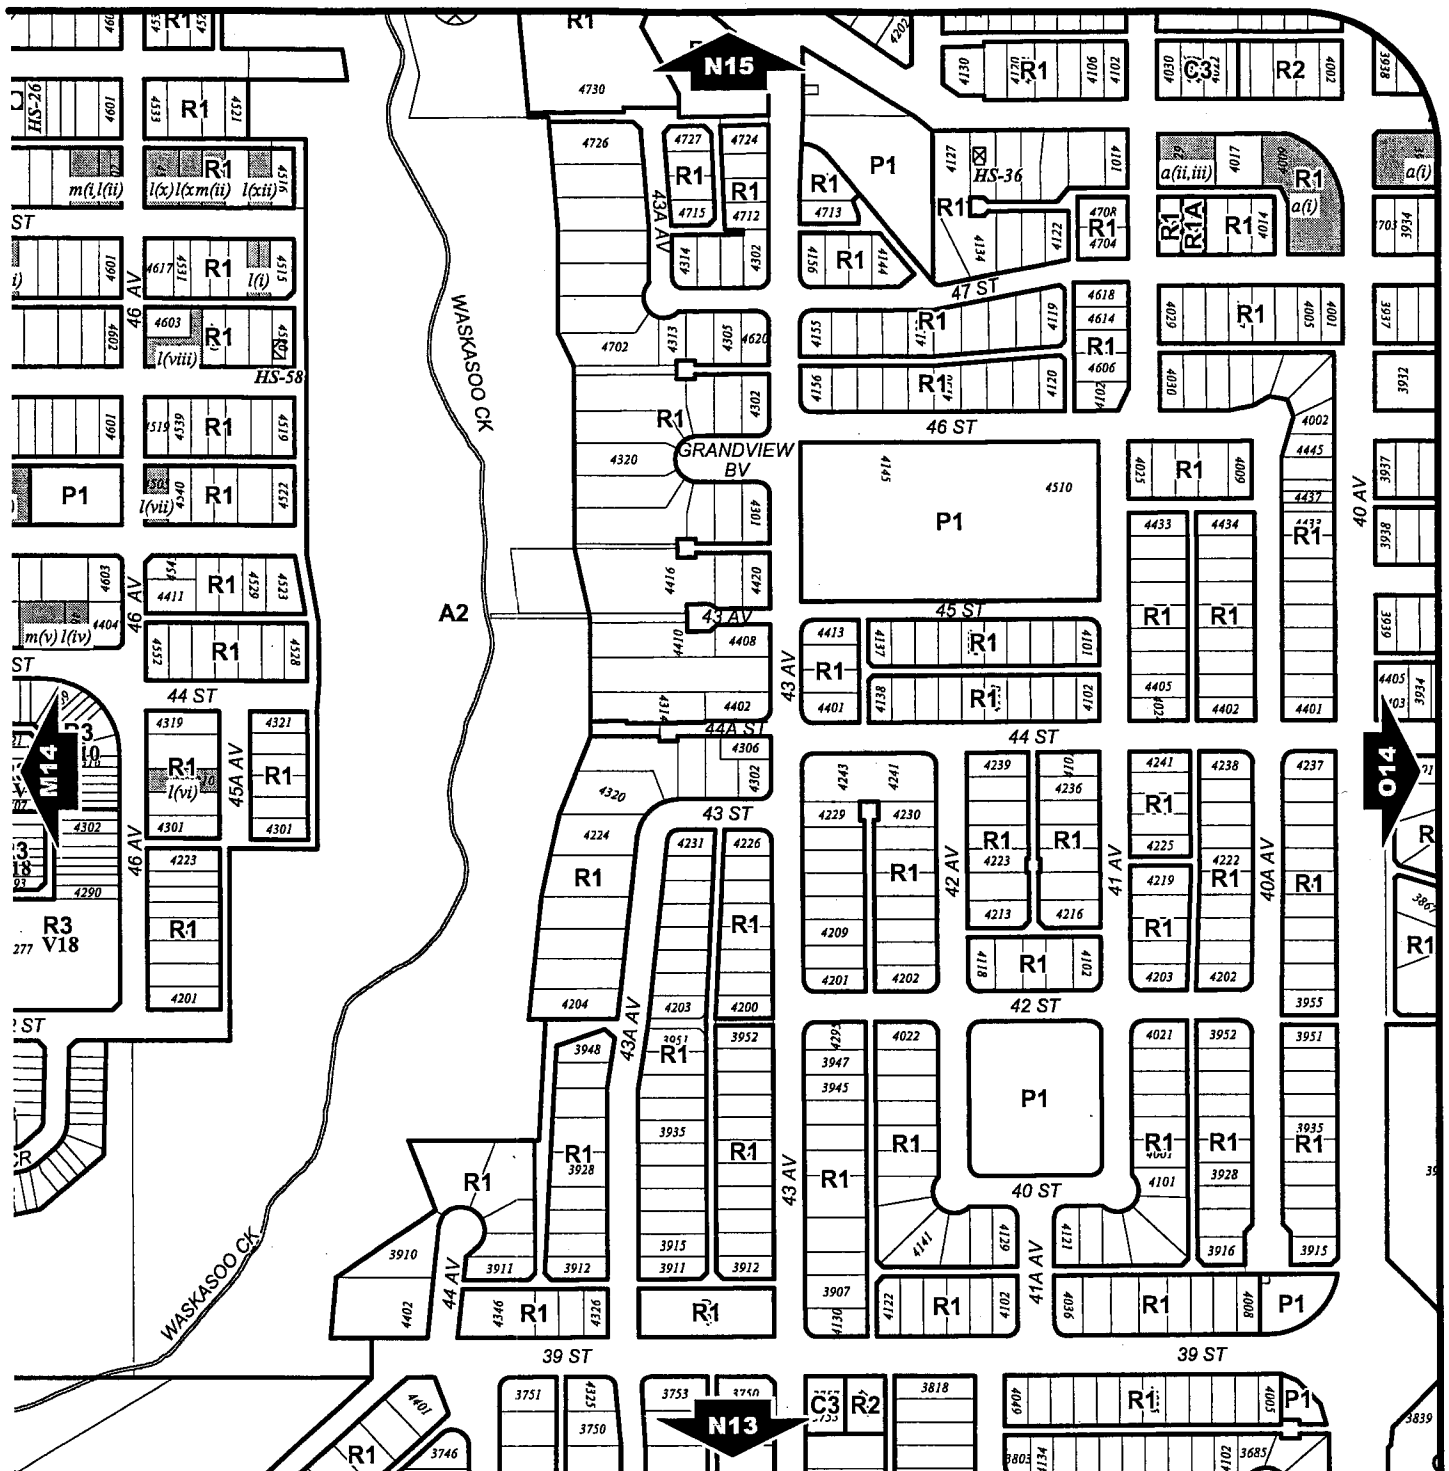 R1
R1
4202
N15
4730
4130
R1
4106
4102
0304
C3
R2
4002
3938
HS-26
4609
R1
4533
4521
4726
4727
4724
R1
R1
4715
4712
43A AV
P1
R1
4713
4127
HS-36
4101
a(ii,iii)
4017
R1
a(i)
a(i)
m(i,l(ii)
l(x)
m(ii)
R1
l(xii)
4516
ST
R1
4134
4122
4708
R1
4704
R1
R1A
R1
4014
3934
4601
46 AV
4617
4531
R1
l(i)
4515
4314
4302
4156
R1
4144
47 ST
4602
4603
R1
l(viii)
HS-58
WASKASOO CK
4702
4313
4305
4620
4155
R1
4119
4618
4614
R1
4606
4102
4029
R1
4005
4001
3937
4156
R1
4120
4030
4002
3932
4601
4539
R1
4519
R1
4302
46 ST
4320
GRANDVIEW
BV
4145
4510
P1
4025
R1
4009
4445
4437
R1
40 AV
3937
3938
P1
l(vii)
4540
R1
4522
4301
4433
4434
4603
46 AV
4411
R1
4529
4523
4416
4420
m(v)
l(iv)
4404
A2
43 AV
45 ST
R1
R1
3939
ST
4552
R1
4528
4410
4408
43 AV
4413
R1
4401
4137
R1
4101
4138
R1
4102
4405
4402
4401
4405
3934
44 ST
4314
4402
44A ST
44 ST
M14
R3
4319
R1
l(vi)
4301
45A AV
4321
R1
4301
4306
4302
4320
43 ST
4243
4241
4229
4230
R1
4239
R1
4223
4213
4236
R1
4216
4241
R1
4225
4238
4222
R1
4237
R1
O14
4302
4290
46 AV
4223
R1
4201
4224
R1
4204
4231
4226
R1
4203
4200
4209
4201
4202
42 AV
41 AV
4219
R1
4203
4202
40A AV
3955
R1
R1
R3
V18
277
4118
R1
4102
42 ST
2 ST
43A AV
3948
R1
3928
3912
R1
3935
3915
3911
3952
R1
3912
43 AV
4295
3947
3945
R1
3907
4130
4022
R1
4141
4129
P1
40 ST
4021
R1
4101
4121
3952
R1
3928
3916
3951
3935
R1
3915
CR
R1
WASKASOO CK
3910
4402
44 AV
3911
4346
R1
4326
R1
4122
R1
4102
41A AV
4036
R1
4008
P1
39 ST
39 ST
4401
R1
3746
3751
4325
3750
3753
3750
N13
C3
R2
3818
4049
R1
4005
P1
3803
4134
4102
3685
3839